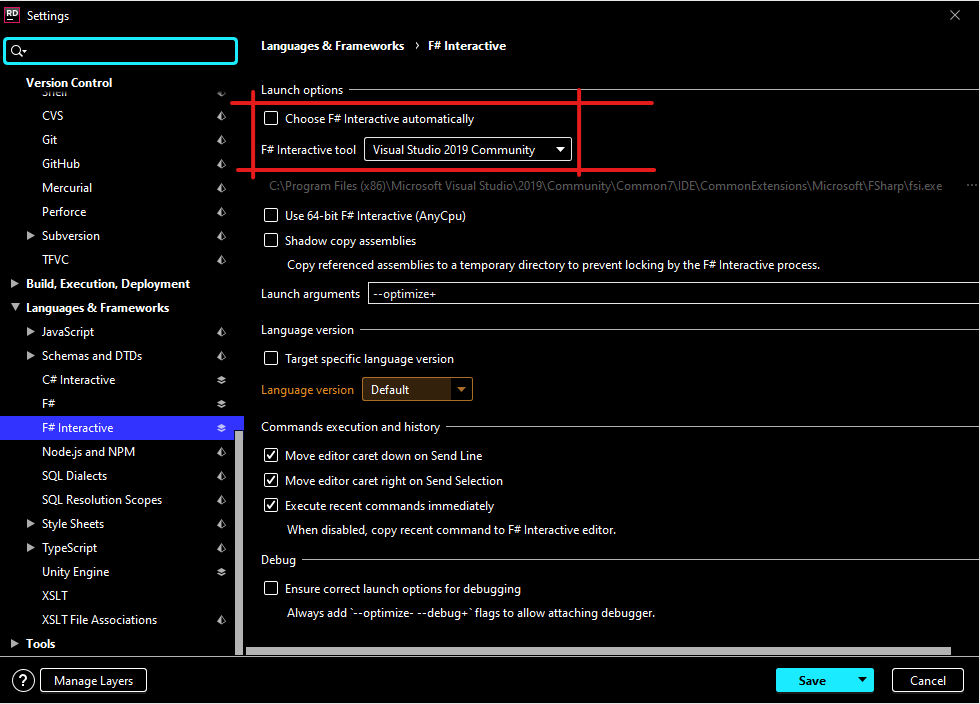 RD Settings
Languages & Frameworks › F# Interactive
Version Control
Shell
CVS
Git
GitHub
Mercurial
Perforce
Subversion
TFVC
Build, Execution, Deployment
Languages & Frameworks
JavaScript
Schemas and DTDs
C# Interactive
F#
F# Interactive
Node.js and NPM
SQL Dialects
SQL Resolution Scopes
Style Sheets
TypeScript
Unity Engine
XSLT
XSLT File Associations
Tools
Launch options
Choose F# Interactive automatically
F# Interactive tool Visual Studio 2019 Community
C:\Program Files (x86)\Microsoft Visual Studio\2019\Community\Common7\IDE\CommonExtensions\Microsoft\FSharp\fsi.exe ...
Use 64-bit F# Interactive (AnyCpu)
Shadow copy assemblies
Copy referenced assemblies to a temporary directory to prevent locking by the F# Interactive process.
Launch arguments --optimize+
Language version
Target specific language version
Language version Default
Commands execution and history
Move editor caret down on Send Line
Move editor caret right on Send Selection
Execute recent commands immediately
When disabled, copy recent command to F# Interactive editor.
Debug
Ensure correct launch options for debugging
Always add `--optimize- --debug+` flags to allow attaching debugger.
? Manage Layers Save Cancel